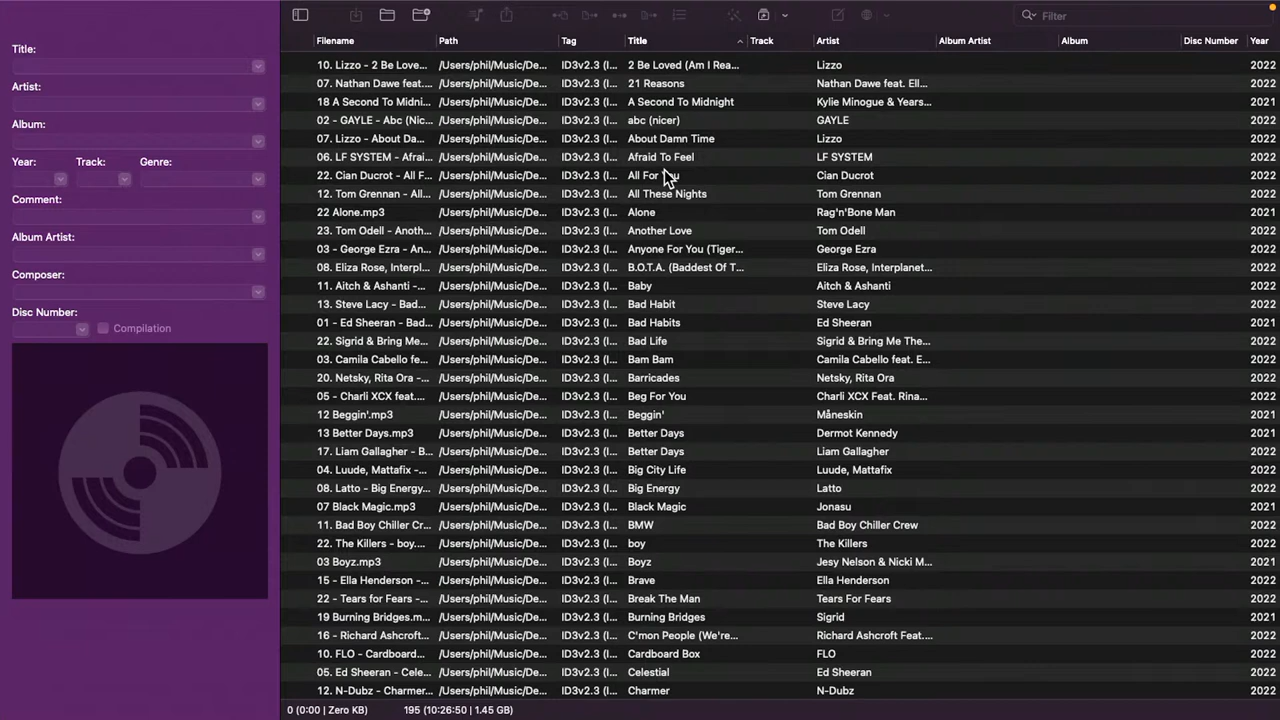 Filter
Title:
Artist:
Album:
Year: Track: Genre:
Comment:
Album Artist:
Composer:
Disc Number:
Compilation
Filename Path Tag Title Track Artist Album Artist Album Disc Number Year
10. Lizzo - 2 Be Love... /Users/phil/Music/De... ID3v2.3 (I... 2 Be Loved (Am I Rea... Lizzo 2022
07. Nathan Dawe feat.... /Users/phil/Music/De... ID3v2.3 (I... 21 Reasons Nathan Dawe feat. Ell... 2022
18 A Second To Midni... /Users/phil/Music/De... ID3v2.3 (I... A Second To Midnight Kylie Minogue & Years... 2021
02 - GAYLE - Abc (Nic... /Users/phil/Music/De... ID3v2.3 (I... abc (nicer) GAYLE 2022
07. Lizzo - About Da... /Users/phil/Music/De... ID3v2.3 (I... About Damn Time Lizzo 2022
06. LF SYSTEM - Afrai... /Users/phil/Music/De... ID3v2.3 (I... Afraid To Feel LF SYSTEM 2022
22. Cian Ducrot - All F... /Users/phil/Music/De... ID3v2.3 (I... All For You Cian Ducrot 2022
12. Tom Grennan - All... /Users/phil/Music/De... ID3v2.3 (I... All These Nights Tom Grennan 2022
22 Alone.mp3 /Users/phil/Music/De... ID3v2.3 (I... Alone Rag'n'Bone Man 2021
23. Tom Odell - Anoth... /Users/phil/Music/De... ID3v2.3 (I... Another Love Tom Odell 2022
03 - George Ezra - An... /Users/phil/Music/De... ID3v2.3 (I... Anyone For You (Tiger... George Ezra 2022
08. Eliza Rose, Interpl... /Users/phil/Music/De... ID3v2.3 (I... B.O.T.A. (Baddest Of T... Eliza Rose, Interplanet... 2022
11. Aitch & Ashanti -... /Users/phil/Music/De... ID3v2.3 (I... Baby Aitch & Ashanti 2022
13. Steve Lacy - Bad... /Users/phil/Music/De... ID3v2.3 (I... Bad Habit Steve Lacy 2022
01 - Ed Sheeran - Bad... /Users/phil/Music/De... ID3v2.3 (I... Bad Habits Ed Sheeran 2021
22. Sigrid & Bring Me... /Users/phil/Music/De... ID3v2.3 (I... Bad Life Sigrid & Bring Me The... 2022
03. Camila Cabello fe... /Users/phil/Music/De... ID3v2.3 (I... Bam Bam Camila Cabello feat. E... 2022
20. Netsky, Rita Ora -... /Users/phil/Music/De... ID3v2.3 (I... Barricades Netsky, Rita Ora 2022
05 - Charli XCX feat.... /Users/phil/Music/De... ID3v2.3 (I... Beg For You Charli XCX Feat. Rina... 2022
12 Beggin'.mp3 /Users/phil/Music/De... ID3v2.3 (I... Beggin' Måneskin 2021
13 Better Days.mp3 /Users/phil/Music/De... ID3v2.3 (I... Better Days Dermot Kennedy 2021
17. Liam Gallagher - B... /Users/phil/Music/De... ID3v2.3 (I... Better Days Liam Gallagher 2022
04. Luude, Mattafix -... /Users/phil/Music/De... ID3v2.3 (I... Big City Life Luude, Mattafix 2022
08. Latto - Big Energy... /Users/phil/Music/De... ID3v2.3 (I... Big Energy Latto 2022
07 Black Magic.mp3 /Users/phil/Music/De... ID3v2.3 (I... Black Magic Jonasu 2021
11. Bad Boy Chiller Cr... /Users/phil/Music/De... ID3v2.3 (I... BMW Bad Boy Chiller Crew 2022
22. The Killers - boy.... /Users/phil/Music/De... ID3v2.3 (I... boy The Killers 2022
03 Boyz.mp3 /Users/phil/Music/De... ID3v2.3 (I... Boyz Jesy Nelson & Nicki M... 2021
15 - Ella Henderson -... /Users/phil/Music/De... ID3v2.3 (I... Brave Ella Henderson 2022
22 - Tears for Fears -... /Users/phil/Music/De... ID3v2.3 (I... Break The Man Tears For Fears 2022
19 Burning Bridges.m... /Users/phil/Music/De... ID3v2.3 (I... Burning Bridges Sigrid 2021
16 - Richard Ashcroft... /Users/phil/Music/De... ID3v2.3 (I... C'mon People (We're... Richard Ashcroft Feat.... 2022
10. FLO - Cardboard... /Users/phil/Music/De... ID3v2.3 (I... Cardboard Box FLO 2022
05. Ed Sheeran - Cele... /Users/phil/Music/De... ID3v2.3 (I... Celestial Ed Sheeran 2022
12. N-Dubz - Charmer... /Users/phil/Music/De... ID3v2.3 (I... Charmer N-Dubz 2022
0 (0:00 | Zero KB) 195 (10:26:50 | 1.45 GB)